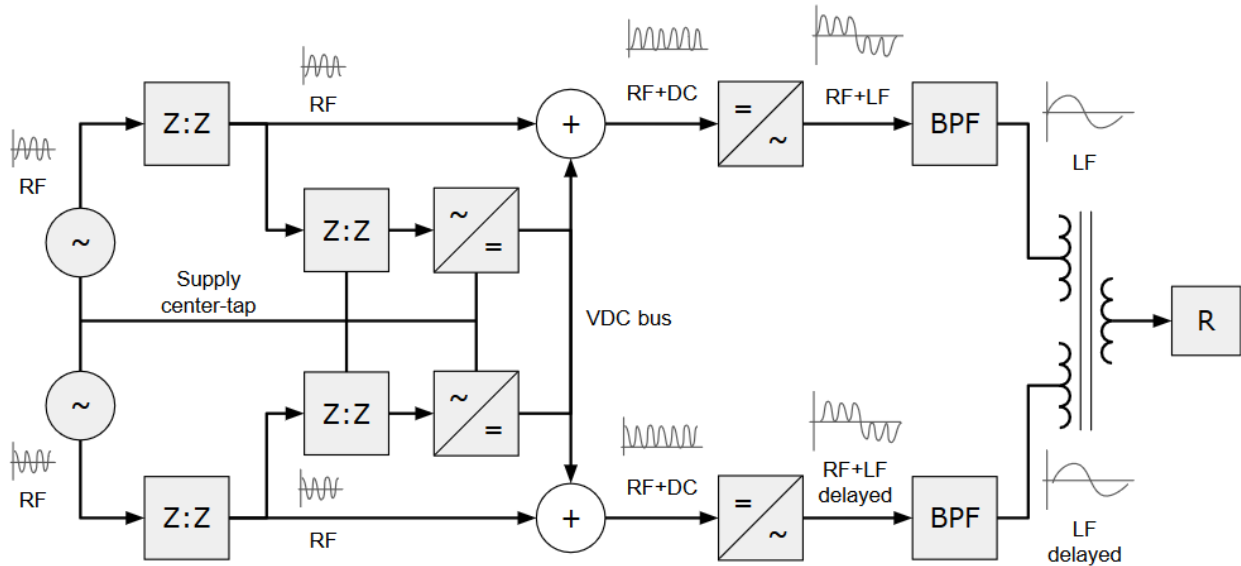 RF+DC
RF+LF
RF
Z:Z
+
=
~
BPF
LF
RF
Z:Z
~
=
~
Supply
center-tap
VDC bus
R
~
Z:Z
~
=
RF
RF
Z:Z
RF+DC
RF+LF
delayed
+
=
~
BPF
LF
delayed